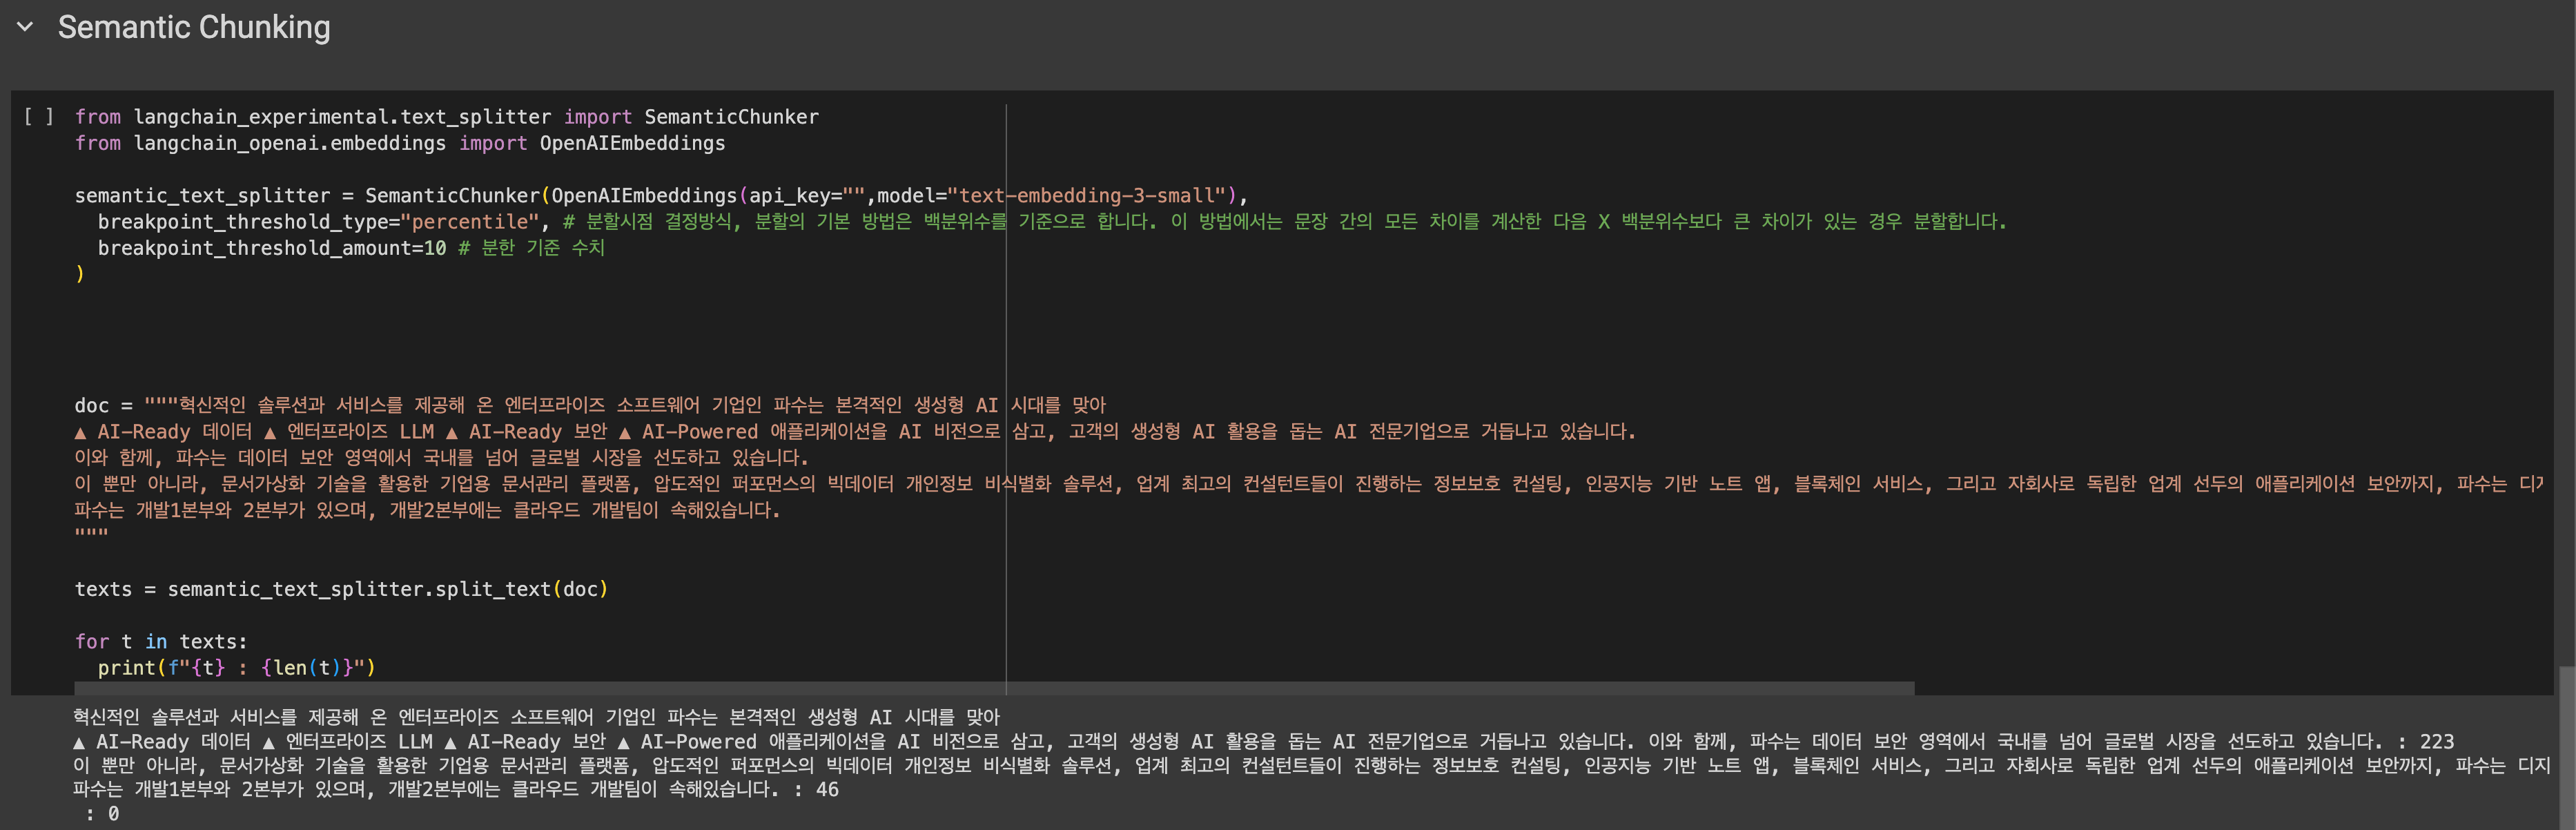 Semantic Chunking
[ ] from langchain_experimental.text_splitter import SemanticChunker
from langchain_openai.embeddings import OpenAIEmbeddings
semantic_text_splitter = SemanticChunker(OpenAIEmbeddings(api_key="",model="text-embedding-3-small"),
breakpoint_threshold_type="percentile", # 분할시점 결정방식, 분할의 기본 방법은 백분위수를 기준으로 합니다. 이 방법에서는 문장 간의 모든 차이를 계산한 다음 X 백분위수보다 큰 차이가 있는 경우 분할합니다.
breakpoint_threshold_amount=10 # 분한 기준 수치
)
doc = """혁신적인 솔루션과 서비스를 제공해 온 엔터프라이즈 소프트웨어 기업인 파수는 본격적인 생성형 AI 시대를 맞아
▲ AI-Ready 데이터 ▲ 엔터프라이즈 LLM ▲ AI-Ready 보안 ▲ AI-Powered 애플리케이션을 AI 비전으로 삼고, 고객의 생성형 AI 활용을 돕는 AI 전문기업으로 거듭나고 있습니다.
이와 함께, 파수는 데이터 보안 영역에서 국내를 넘어 글로벌 시장을 선도하고 있습니다.
이 뿐만 아니라, 문서가상화 기술을 활용한 기업용 문서관리 플랫폼, 압도적인 퍼포먼스의 빅데이터 개인정보 비식별화 솔루션, 업계 최고의 컨설턴트들이 진행하는 정보보호 컨설팅, 인공지능 기반 노트 앱, 블록체인 서비스, 그리고 자회사로 독립한 업계 선두의 애플리케이션 보안까지, 파수는 디
파수는 개발1본부와 2본부가 있으며, 개발2본부에는 클라우드 개발팀이 속해있습니다.
"""
texts = semantic_text_splitter.split_text(doc)
for t in texts:
print(f"{t} : {len(t)}")
혁신적인 솔루션과 서비스를 제공해 온 엔터프라이즈 소프트웨어 기업인 파수는 본격적인 생성형 AI 시대를 맞아
▲ AI-Ready 데이터 ▲ 엔터프라이즈 LLM ▲ AI-Ready 보안 ▲ AI-Powered 애플리케이션을 AI 비전으로 삼고, 고객의 생성형 AI 활용을 돕는 AI 전문기업으로 거듭나고 있습니다. 이와 함께, 파수는 데이터 보안 영역에서 국내를 넘어 글로벌 시장을 선도하고 있습니다. : 223
이 뿐만 아니라, 문서가상화 기술을 활용한 기업용 문서관리 플랫폼, 압도적인 퍼포먼스의 빅데이터 개인정보 비식별화 솔루션, 업계 최고의 컨설턴트들이 진행하는 정보보호 컨설팅, 인공지능 기반 노트 앱, 블록체인 서비스, 그리고 자회사로 독립한 업계 선두의 애플리케이션 보안까지, 파수는 디지
파수는 개발1본부와 2본부가 있으며, 개발2본부에는 클라우드 개발팀이 속해있습니다. : 46
: 0